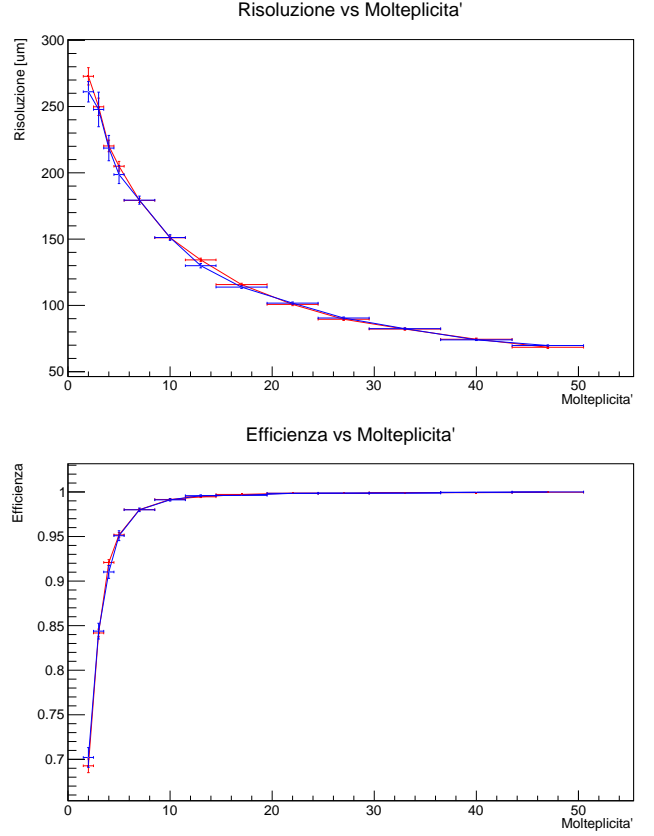 Risoluzione vs Molteplicita'
Risoluzione [um]
300
250
200
150
100
50
0 10 20 30 40 50
Molteplicita'
Efficienza vs Molteplicita'
Efficienza
1
0.95
0.9
0.85
0.8
0.75
0.7
0 10 20 30 40 50
Molteplicita'